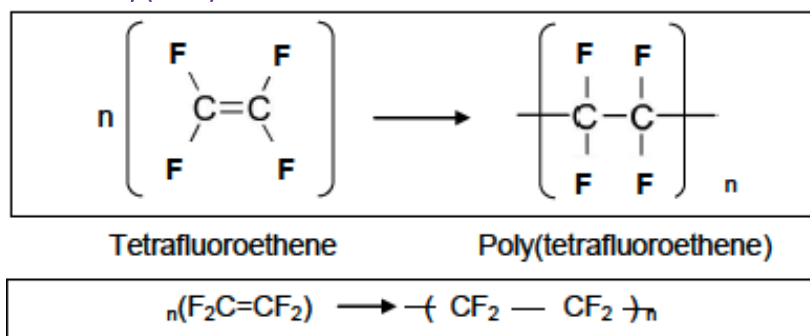 F F F F
n C=C C–C
F F F F n
Tetrafluoroethene Poly(tetrafluoroethene)
n(F₂C=CF₂) ⟶ –( CF₂ — CF₂ )–n